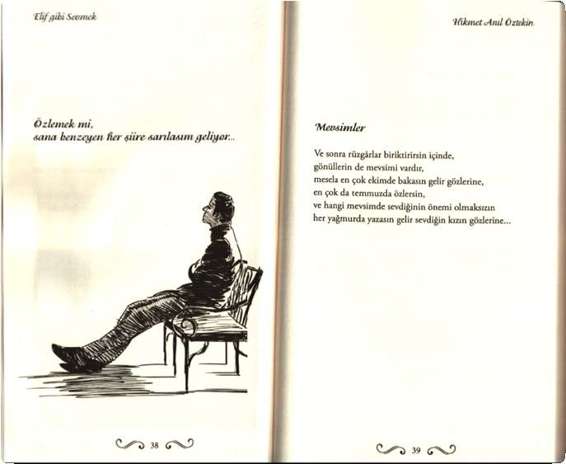 Elif gibi Sevmek
Özlemek mi,
sana benzeyen her şiire sarılasım geliyor...
38
Hikmet Anıl Öztekin
Mevsimler
Ve sonra rüzgârlar biriktirirsin içinde,
gönüllerin de mevsimi vardır,
mesela en çok ekimde bakasın gelir gözlerine,
en çok da temmuzda özlersin,
ve hangi mevsimde sevdiğinin önemi olmaksızın
her yağmurda yazasın gelir sevdiğin kızın gözlerine...
39